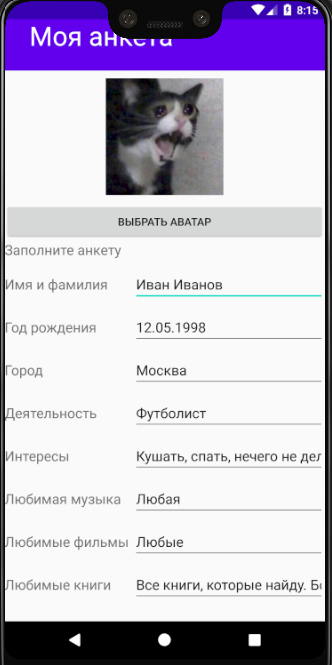 8:15
Моя анкета
ВЫБРАТЬ АВАТАР
Заполните анкету
Имя и фамилия Иван Иванов
Год рождения 12.05.1998
Город Москва
Деятельность Футболист
Интересы Кушать, спать, нечего не дел
Любимая музыка Любая
Любимые фильмы Любые
Любимые книги Все книги, которые найду. Бо